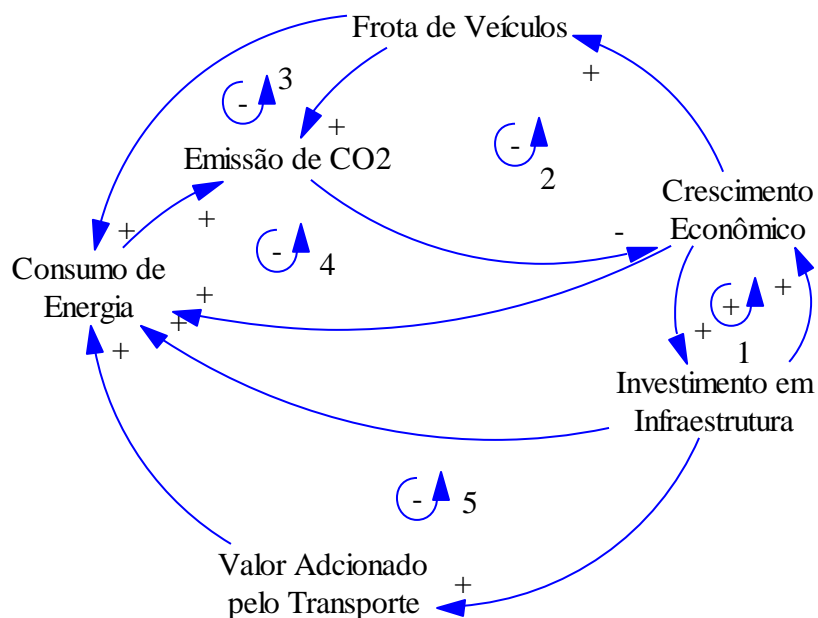 Frota de Veículos
+
3
-
+
-
2
Emissão de CO2
Crescimento
Econômico
+
+
-
-
4
Consumo de
Energia
+
+
+
+
+
1
+
+
Investimento em
Infraestrutura
-
5
Valor Adcionado
pelo Transporte
+